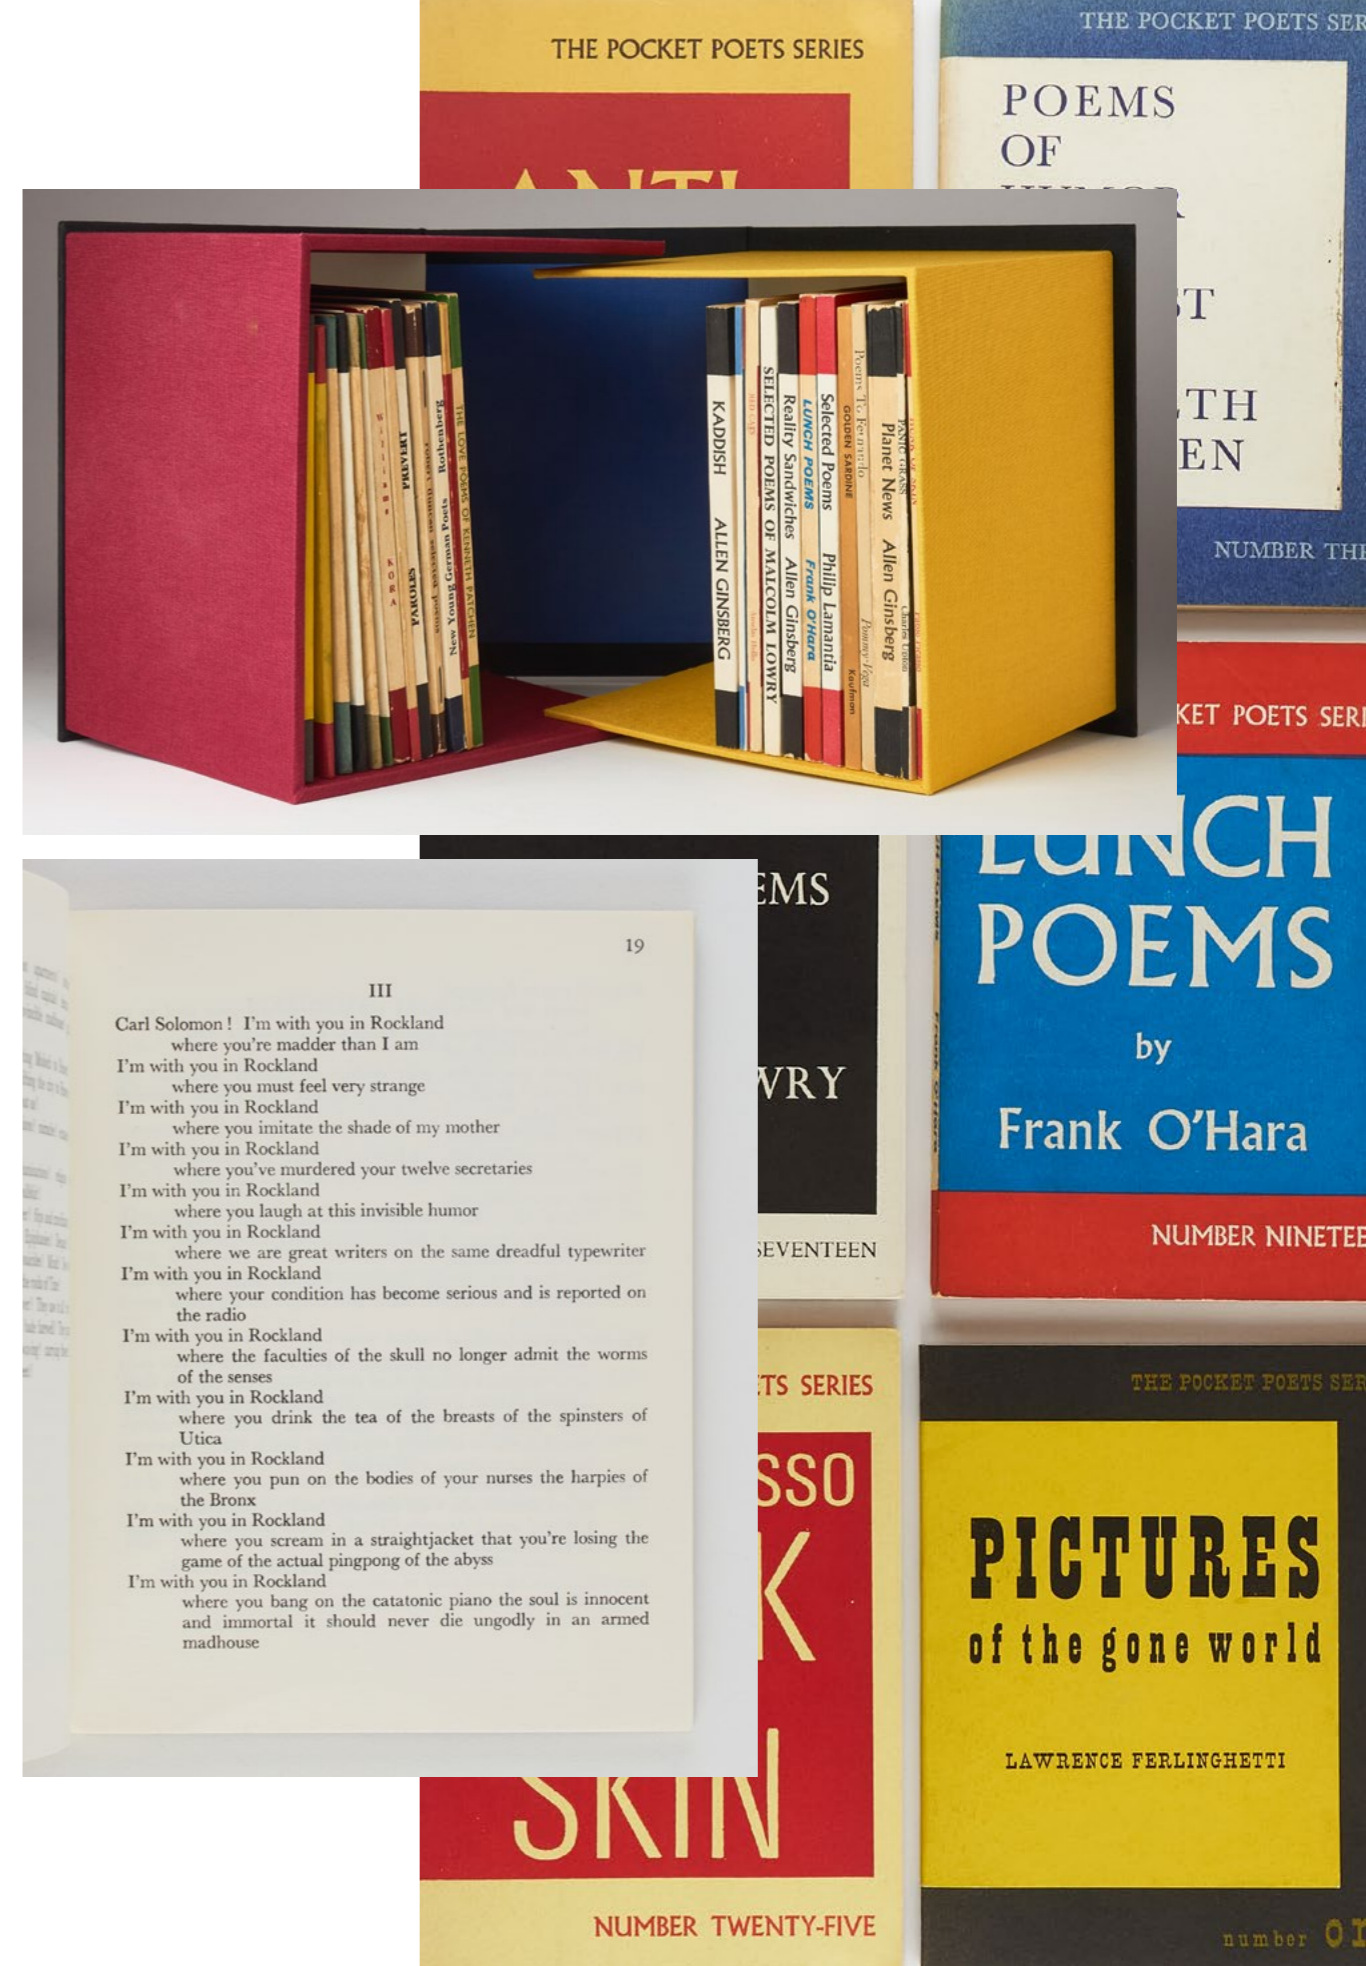 THE POCKET POETS SERIES
ANTI
THE POCKET POETS SER
POEMS
OF
HUMOR
ST
TH
EN
NUMBER THE
THE LOVE POEMS OF KENNETH PATCHEN
New Young German Poets Rothenberg
PREVERT PAROLES
Williams KORA
KADDISH ALLEN GINSBERG
RED CATS
SELECTED POEMS OF MALCOLM LOWRY
Reality Sandwiches Allen Ginsberg
LUNCH POEMS Frank O'Hara
Selected Poems Philip Lamantia
GOLDEN SARDINE Kaufman
Poems To Fernando Pommy-Vega
Planet News Allen Ginsberg
PANIC GRASS Charles Upton
KET POETS SERI
LUNCH
POEMS
by
Frank O'Hara
NUMBER NINETEE
EMS
WRY
SEVENTEEN
19
III
Carl Solomon ! I'm with you in Rockland
where you're madder than I am
I'm with you in Rockland
where you must feel very strange
I'm with you in Rockland
where you imitate the shade of my mother
I'm with you in Rockland
where you've murdered your twelve secretaries
I'm with you in Rockland
where you laugh at this invisible humor
I'm with you in Rockland
where we are great writers on the same dreadful typewriter
I'm with you in Rockland
where your condition has become serious and is reported on
the radio
I'm with you in Rockland
where the faculties of the skull no longer admit the worms
of the senses
I'm with you in Rockland
where you drink the tea of the breasts of the spinsters of
Utica
I'm with you in Rockland
where you pun on the bodies of your nurses the harpies of
the Bronx
I'm with you in Rockland
where you scream in a straightjacket that you're losing the
game of the actual pingpong of the abyss
I'm with you in Rockland
where you bang on the catatonic piano the soul is innocent
and immortal it should never die ungodly in an armed
madhouse
TS SERIES
SSO
K
SKIN
NUMBER TWENTY-FIVE
THE POCKET POETS SER
PICTURES
of the gone world
LAWRENCE FERLINGHETTI
number on